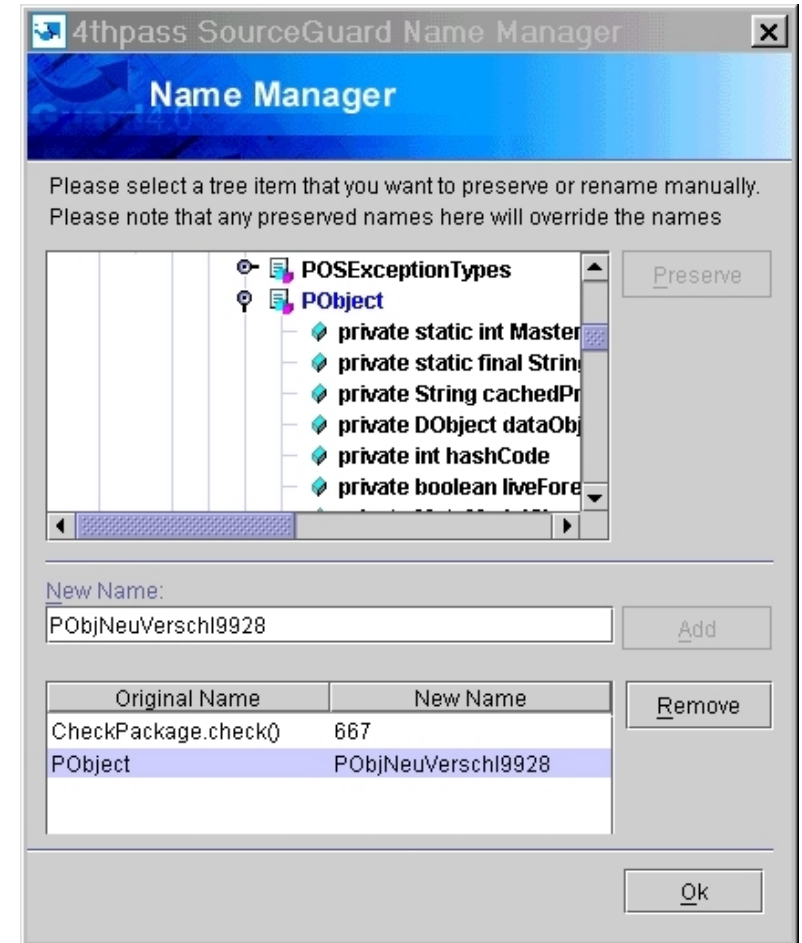 4thpass SourceGuard Name Manager
Guard4.0
Name Manager
Please select a tree item that you want to preserve or rename manually.
Please note that any preserved names here will override the names
POSExceptionTypes
PObject
private static int Master
private static final String
private String cachedPr
private DObject dataObj
private int hashCode
private boolean liveFore
Preserve
New Name:
PObjNeuVerschl9928
Add
Original Name New Name
CheckPackage.check() 667
PObject PObjNeuVerschl9928
Remove
Ok